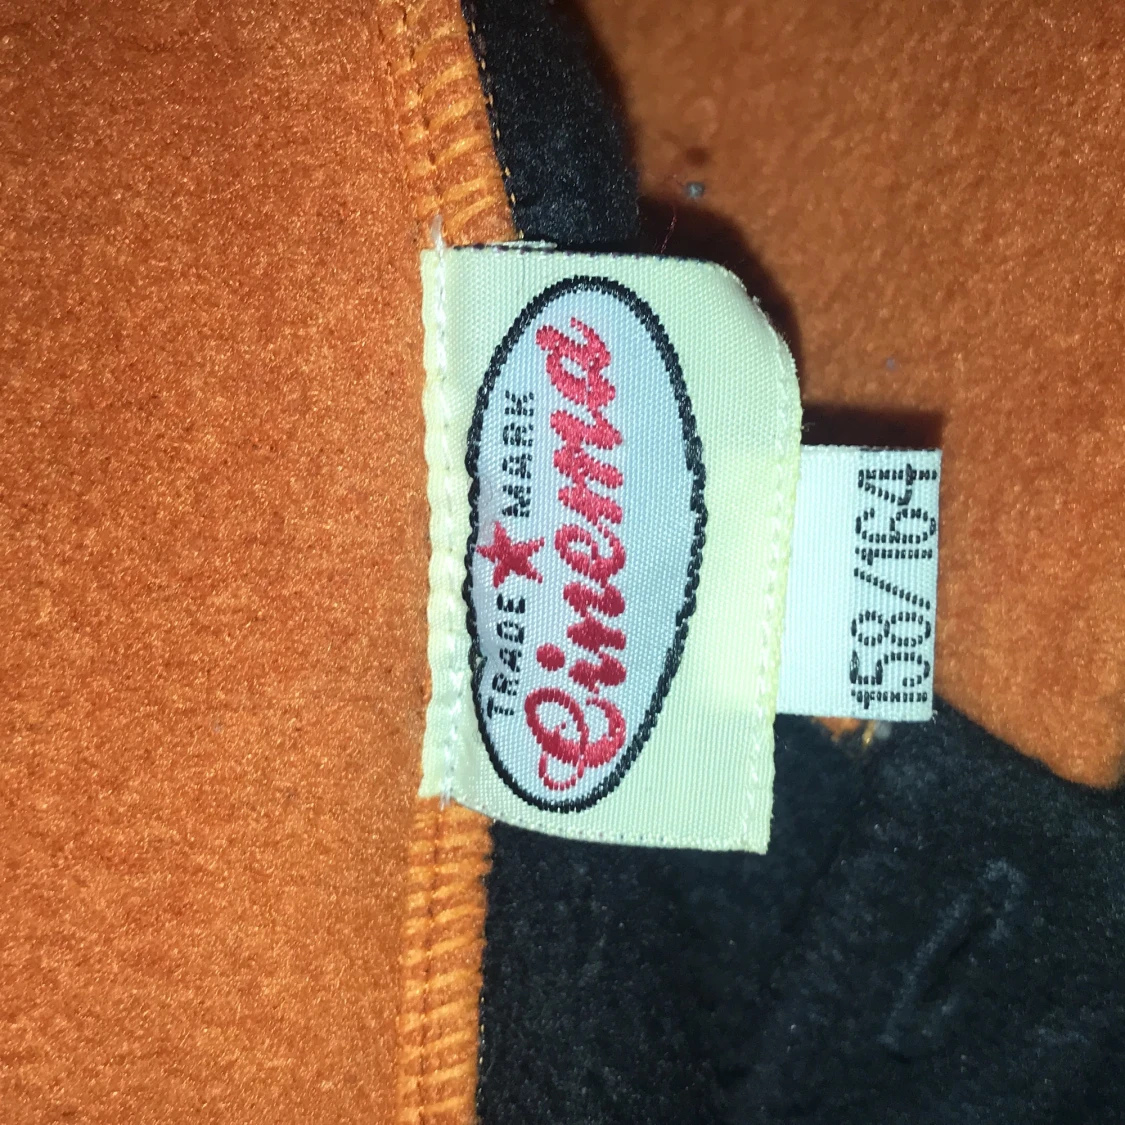 TRADE ★ MARK
Cinema
158/164